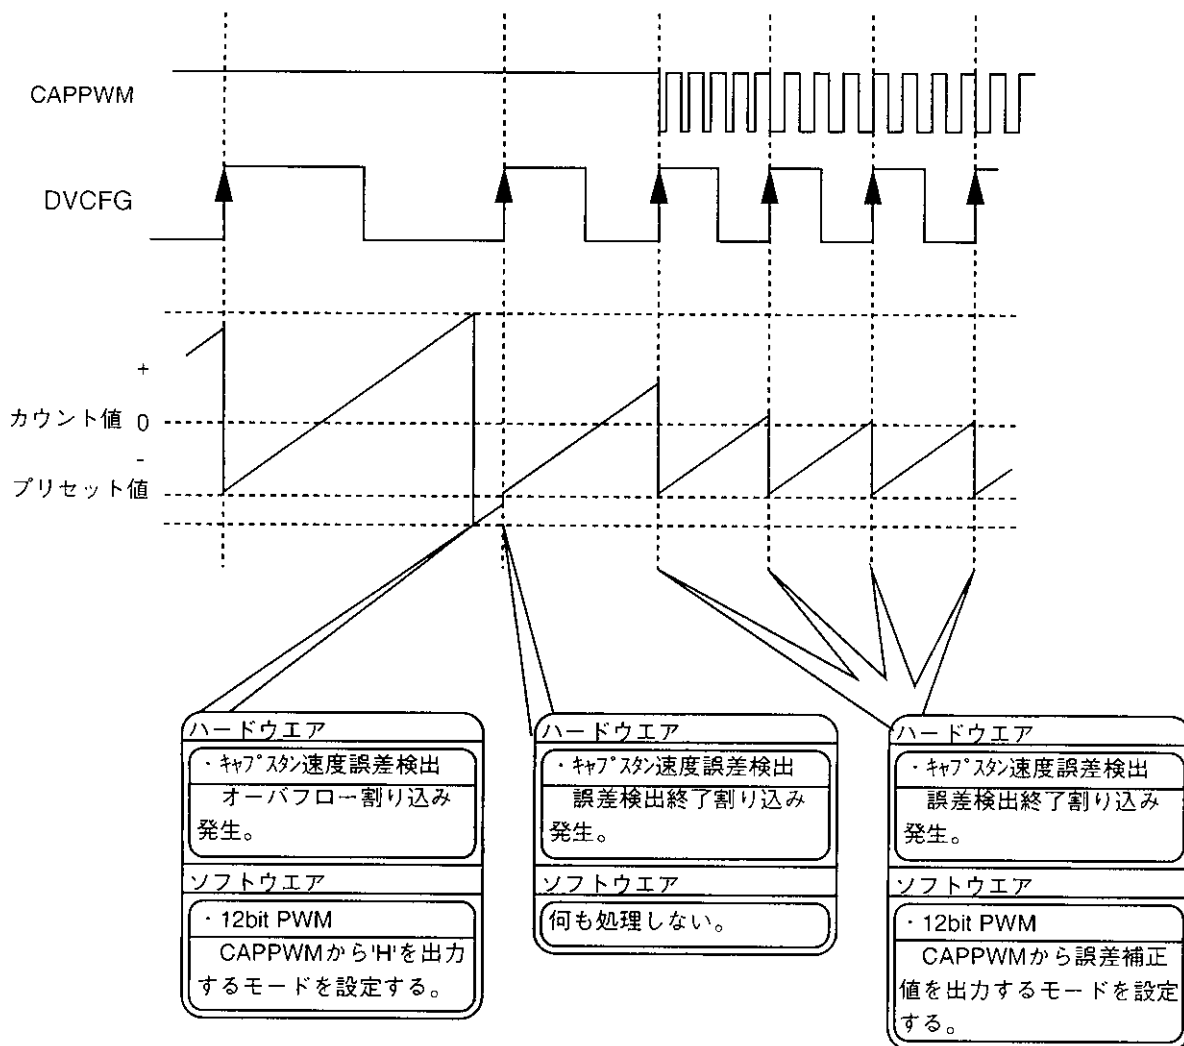 CAPPWM
DVCFG
+
カウント値 0
-
プリセット値
ハードウエア
・ｷｬﾌﾟｽﾀﾝ速度誤差検出
オーバフロー割り込み
発生。
ソフトウエア
・12bit PWM
CAPPWMから'H'を出力
するモードを設定する。
ハードウエア
・ｷｬﾌﾟｽﾀﾝ速度誤差検出
誤差検出終了割り込み
発生。
ソフトウエア
何も処理しない。
ハードウエア
・ｷｬﾌﾟｽﾀﾝ速度誤差検出
誤差検出終了割り込み
発生。
ソフトウエア
・12bit PWM
CAPPWMから誤差補正
値を出力するモードを設定
する。